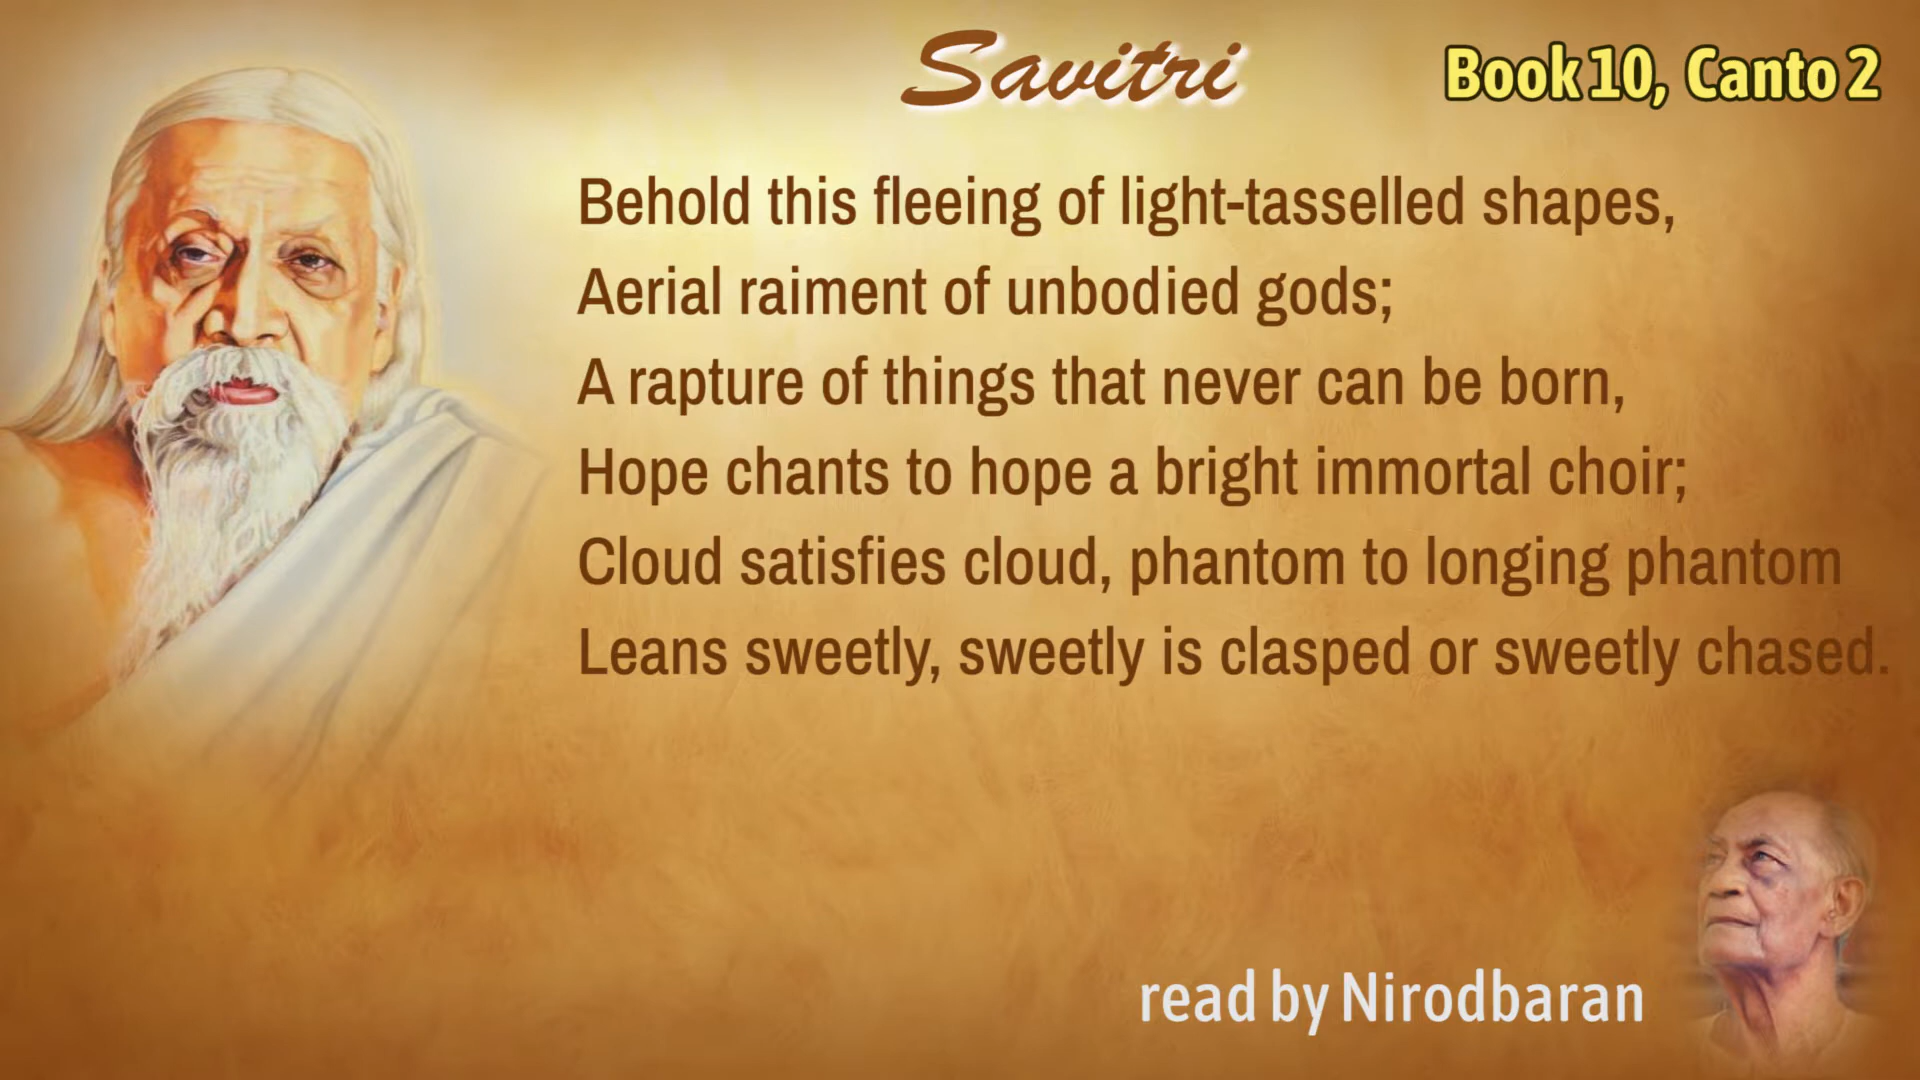 Savitri
Book 10, Canto 2
Behold this fleeing of light-tasselled shapes,
Aerial raiment of unbodied gods;
A rapture of things that never can be born,
Hope chants to hope a bright immortal choir;
Cloud satisfies cloud, phantom to longing phantom
Leans sweetly, sweetly is clasped or sweetly chased.
read by Nirodbaran